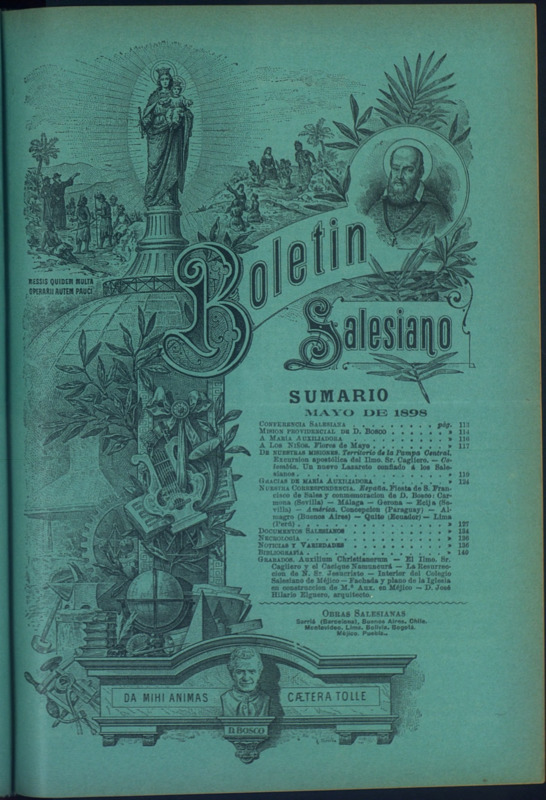 MESSIS QUIDEM MULTA
OPERARII AUTEM PAUCI
Boletin
Salesiano
SUMARIO
MAYO DE 1898
CONFERENCIA SALESIANA . . . . . . . . pág. 113
MISION PROVIDENCIAL DE D. BOSCO . . . . . » 114
A MARÍA AUXILIADORA . . . . . . . . . » 116
A LOS NIÑOS. Flores de Mayo . . . . . . . » 117
DE NUESTRAS MISIONES. Territorio de la Pampa Central.
Excursion apostólica del Ilmo. Sr. Cagliero. — Co-
lombia. Un nuevo Lazareto confiado á los Sale-
sianos . . . . . . . . . . . . . » 119
GRACIAS DE MARÍA AUXILIADORA . . . . . . » 124
NUESTRA CORRESPONDENCIA. España. Fiesta de S. Fran-
cisco de Sales y conmemoracion de D. Bosco: Car-
mona (Sevilla) — Málaga — Gerona — Ecija (Se-
villa) — América. Concepcion (Paraguay) — Al-
magro (Buenos Aires) — Quito (Ecuador) — Lima
(Perú) . . . . . . . . . . . . . » 127
DOCUMENTOS SALESIANOS . . . . . . . . » 134
NECROLOGÍA . . . . . . . . . . . . » 136
NOTICIAS Y VARIEDADES . . . . . . . . » 136
BIBLIOGRAFÍA . . . . . . . . . . . » 140
GRABADOS. Auxilium Christianorum — El Ilmo. Sr.
Cagliero y el Cacique Namuncurá — La Resurrec-
cion de N. Sr. Jesucristo — Interior del Colegio
Salesiano de Méjico — Fachada y plano de la Iglesia
en construccion de M.ª Aux. en Méjico — D. José
Hilario Elguero, arquitecto.
OBRAS SALESIANAS
Sarriá (Barcelona), Buenos Aires, Chile,
Montevideo, Lima, Bolivia, Bogotá,
Méjico, Puebla..
DA MIHI ANIMAS
CÆTERA TOLLE
D. BOSCO